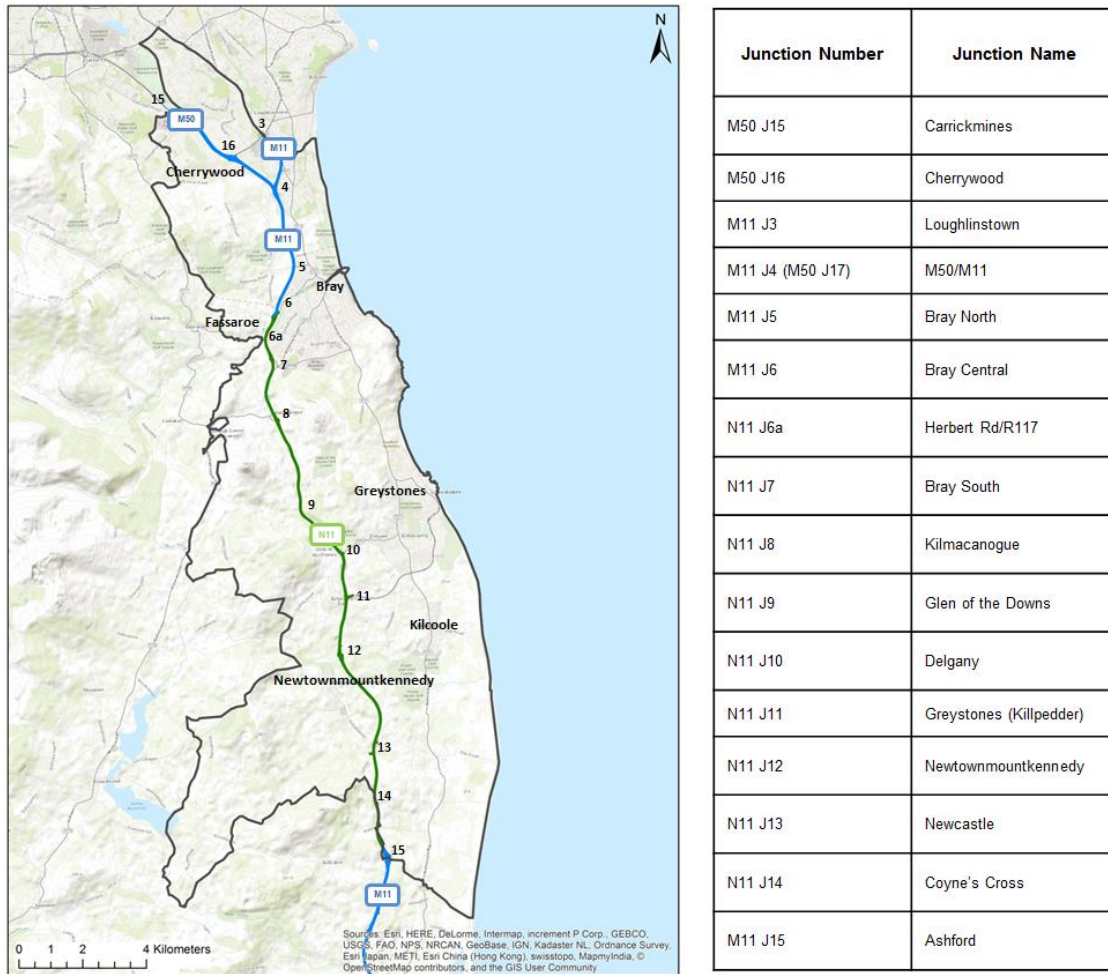 N
15
M50
3
16
M11
Cherrywood
4
M11
5
Bray
6
Fassaroe
6a
7
8
Greystones
9
N11
10
11
Kilcoole
12
Newtownmountkennedy
13
14
15
M11
0 1 2 4 Kilometers
Sources: Esri, HERE, DeLorme, Intermap, increment P Corp., GEBCO,
USGS, FAO, NPS, NRCAN, GeoBase, IGN, Kadaster NL, Ordnance Survey,
Esri Japan, METI, Esri China (Hong Kong), swisstopo, MapmyIndia, ©
OpenStreetMap contributors, and the GIS User Community
Junction Number Junction Name
M50 J15 Carrickmines
M50 J16 Cherrywood
M11 J3 Loughlinstown
M11 J4 (M50 J17) M50/M11
M11 J5 Bray North
M11 J6 Bray Central
N11 J6a Herbert Rd/R117
N11 J7 Bray South
N11 J8 Kilmacanogue
N11 J9 Glen of the Downs
N11 J10 Delgany
N11 J11 Greystones (Killpedder)
N11 J12 Newtownmountkennedy
N11 J13 Newcastle
N11 J14 Coyne's Cross
M11 J15 Ashford